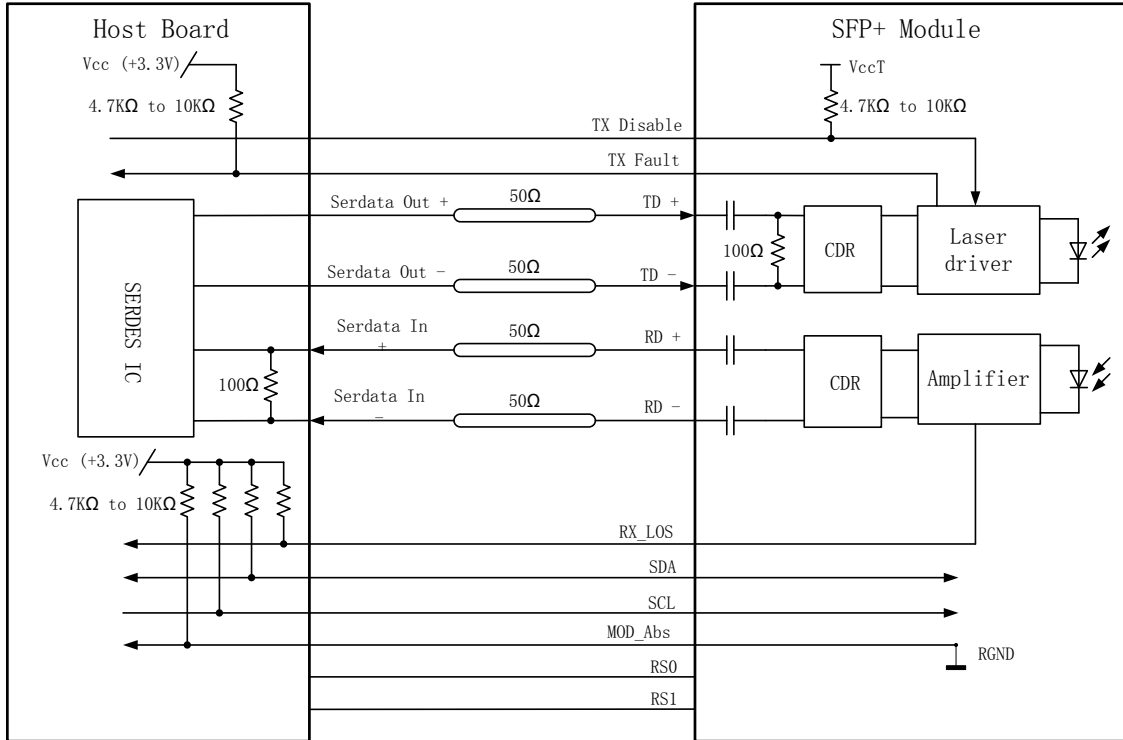 Host Board
SFP+ Module
Vcc (+3.3V)
VccT
4.7KΩ to 10KΩ
4.7KΩ to 10KΩ
TX Disable
TX Fault
Serdata Out +
50Ω
TD +
100Ω
CDR
Laser
driver
Serdata Out −
50Ω
TD −
SERDES IC
Serdata In
+
50Ω
RD +
100Ω
CDR
Amplifier
Serdata In
−
50Ω
RD −
Vcc (+3.3V)
4.7KΩ to 10KΩ
RX_LOS
SDA
SCL
MOD_Abs
RGND
RS0
RS1